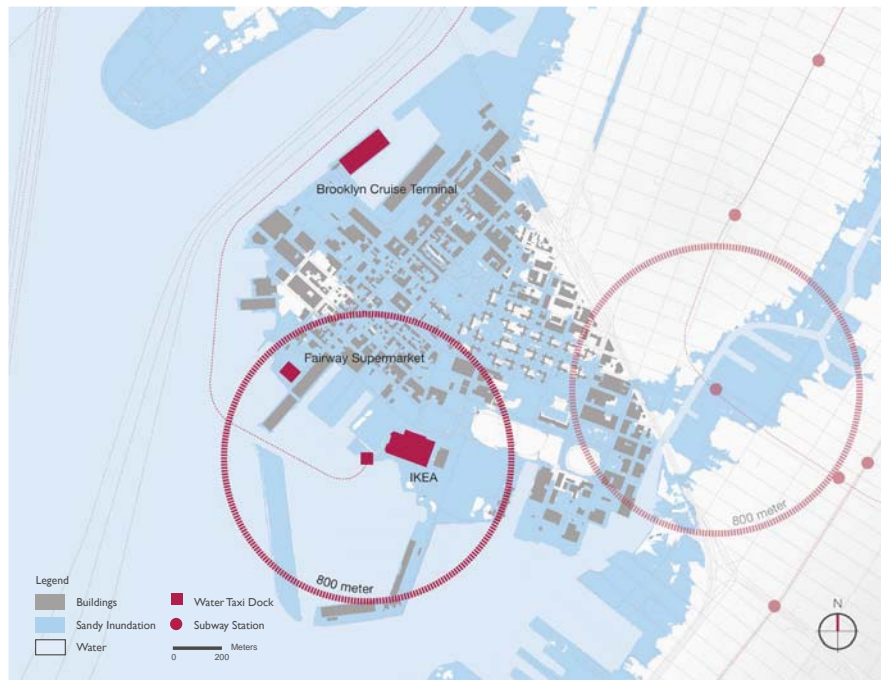 Brooklyn Cruise Terminal
Fairway Supermarket
IKEA
800 meter
800 meter
N
Legend
Buildings
Water Taxi Dock
Sandy Inundation
Subway Station
Water
Meters
0 200